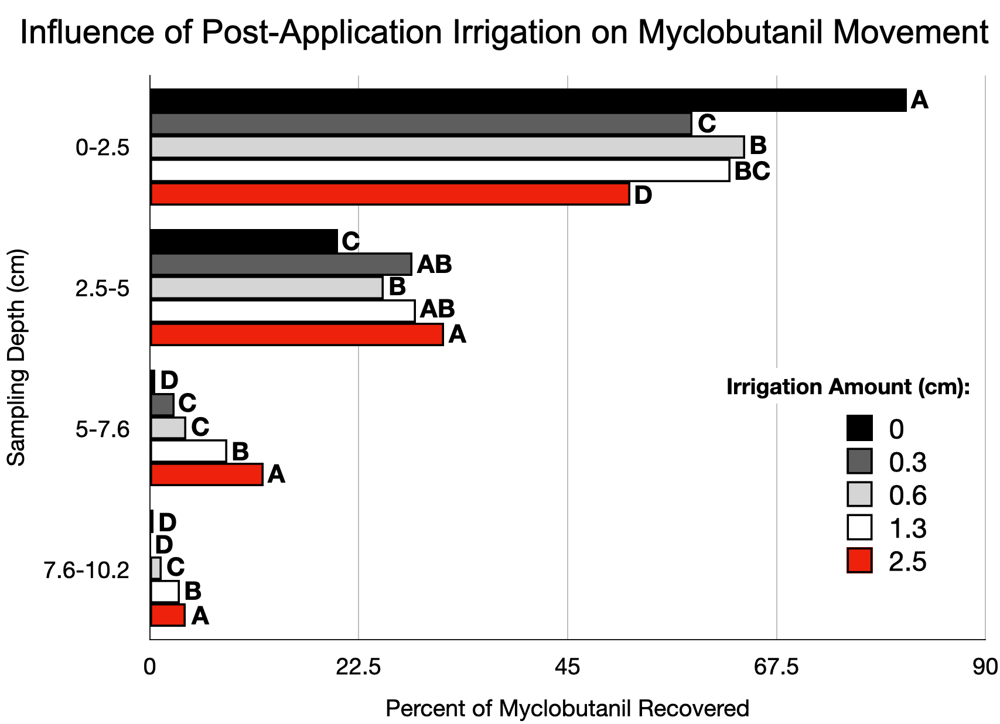 Influence of Post-Application Irrigation on Myclobutanil Movement
A
C
0-2.5
B
BC
D
C
AB
2.5-5
B
AB
A
Sampling Depth (cm)
D
C
5-7.6
C
B
A
Irrigation Amount (cm):
0
0.3
0.6
1.3
2.5
D
D
7.6-10.2
C
B
A
0 22.5 45 67.5 90
Percent of Myclobutanil Recovered